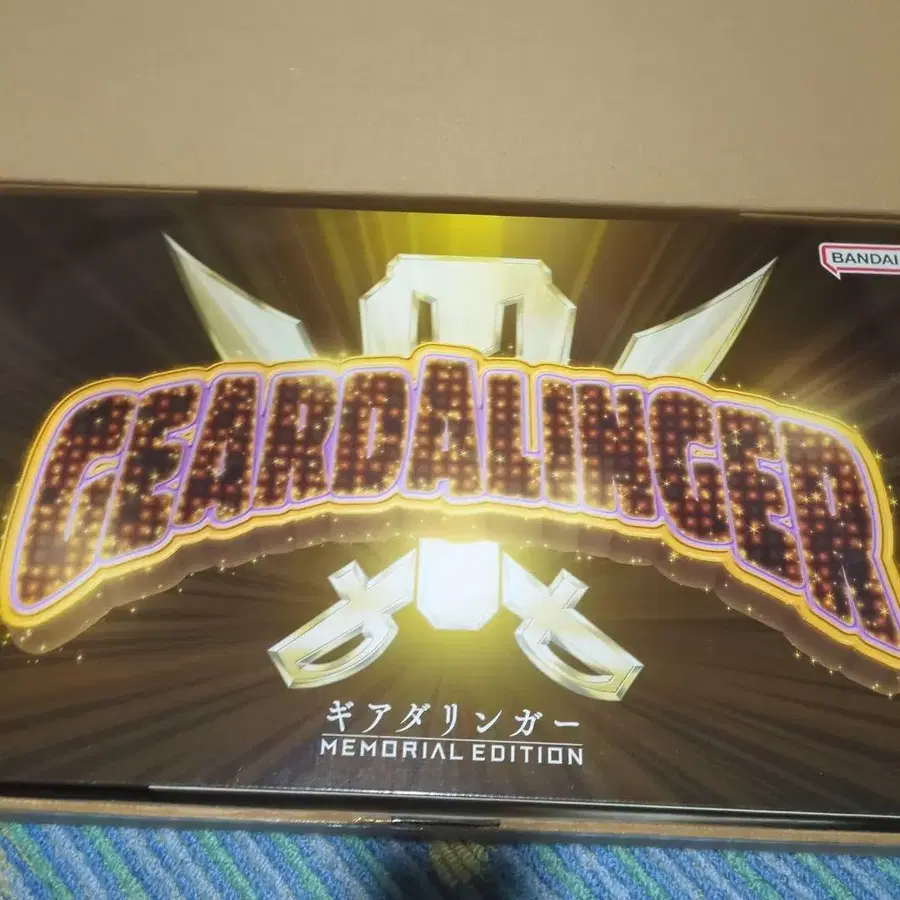 BANDAI
GEARDALINGER
ギアダリンガー
MEMORIAL EDITION